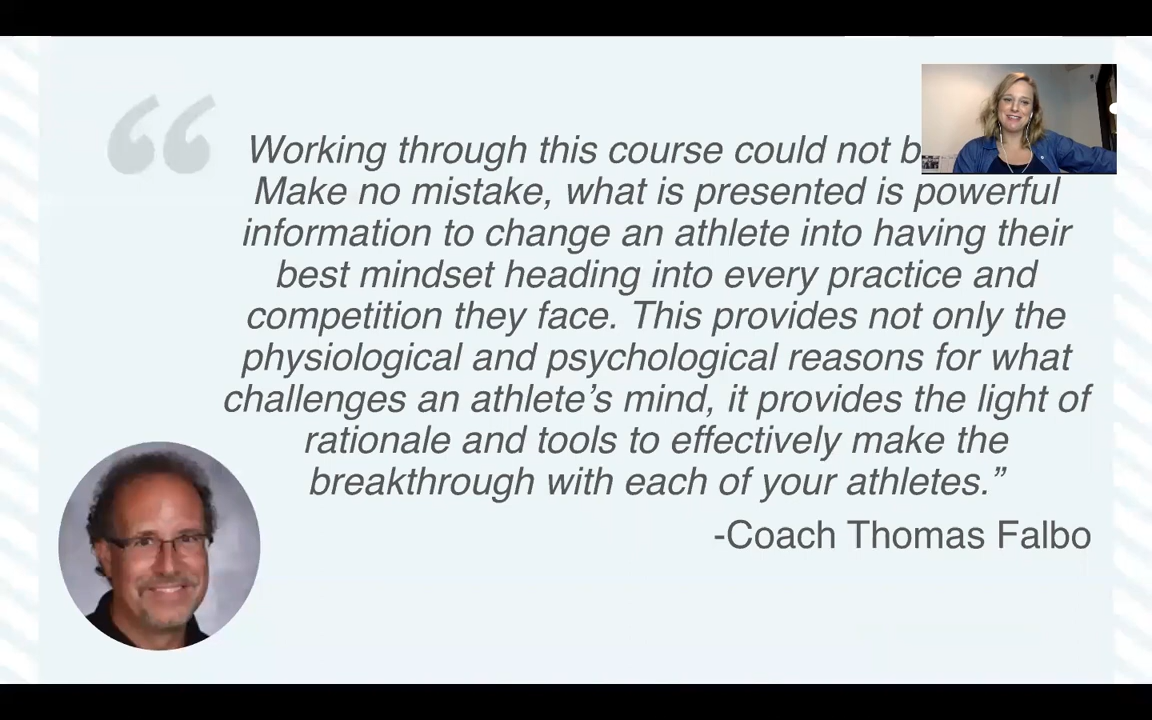 “
Working through this course could not
Make no mistake, what is presented is powerful
information to change an athlete into having their
best mindset heading into every practice and
competition they face. This provides not only the
physiological and psychological reasons for what
challenges an athlete’s mind, it provides the light of
rationale and tools to effectively make the
breakthrough with each of your athletes.”
-Coach Thomas Falbo